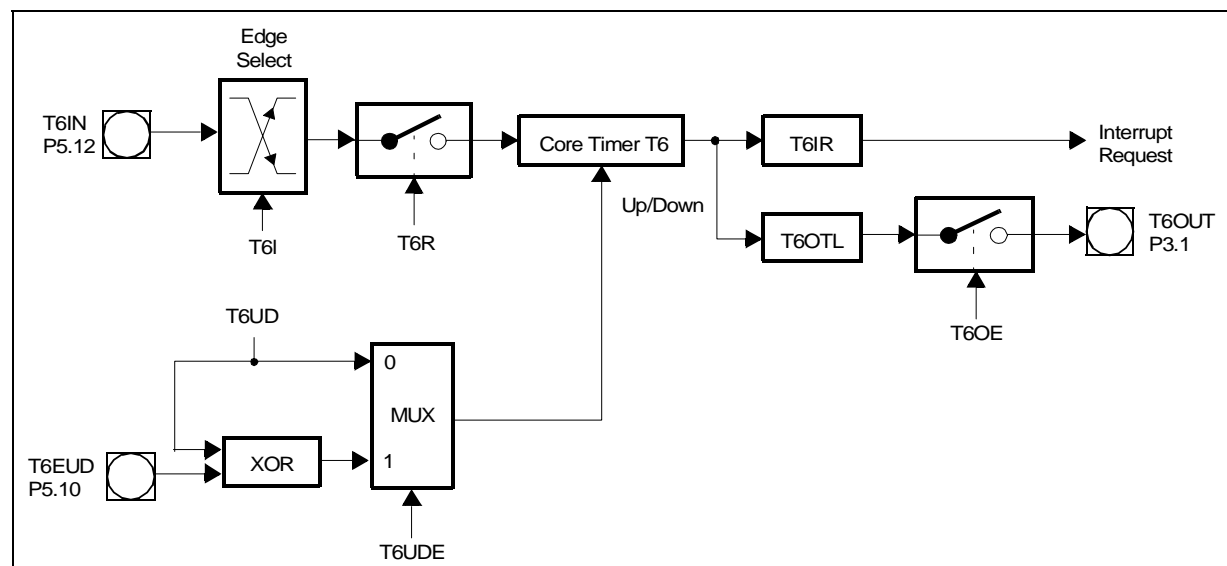 Edge
Select
T6IN
P5.12
T6I
T6R
Core Timer T6
Up/Down
T6IR
Interrupt
Request
T6OTL
T6OUT
P3.1
T6OE
T6UD
0
MUX
1
XOR
T6EUD
P5.10
T6UDE